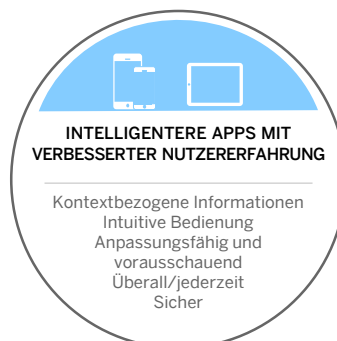 INTELLIGENTERE APPS MIT
VERBESSERTER NUTZERERFAHRUNG
Kontextbezogene Informationen
Intuitive Bedienung
Anpassungsfähig und
vorausschauend
Überall/jederzeit
Sicher